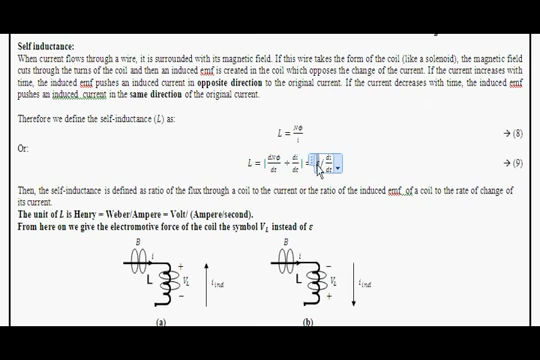 Self inductance:
When current flows through a wire, it is surrounded with its magnetic field. If this wire takes the form of the coil (like a solenoid), the magnetic field
cuts through the turns of the coil and then an induced emf is created in the coil which opposes the change of the current. If the current increases with
time, the induced emf pushes an induced current in opposite direction to the original current. If the current decreases with time, the induced emf
pushes an induced current in the same direction of the original current.
Therefore we define the self-inductance (L) as:
L = Nϕ / i → (8)
Or:
L = | dNϕ/dt ÷ di/dt | = / di/dt → (9)
Then, the self-inductance is defined as ratio of the flux through a coil to the current or the ratio of the induced emf of a coil to the rate of change of
its current.
The unit of L is Henry = Weber/Ampere = Volt/ (Ampere/second).
From here on we give the electromotive force of the coil the symbol V_L instead of ε
B B
i i
+ −
L V_L i_ind L V_L i_ind
− +
(a) (b)